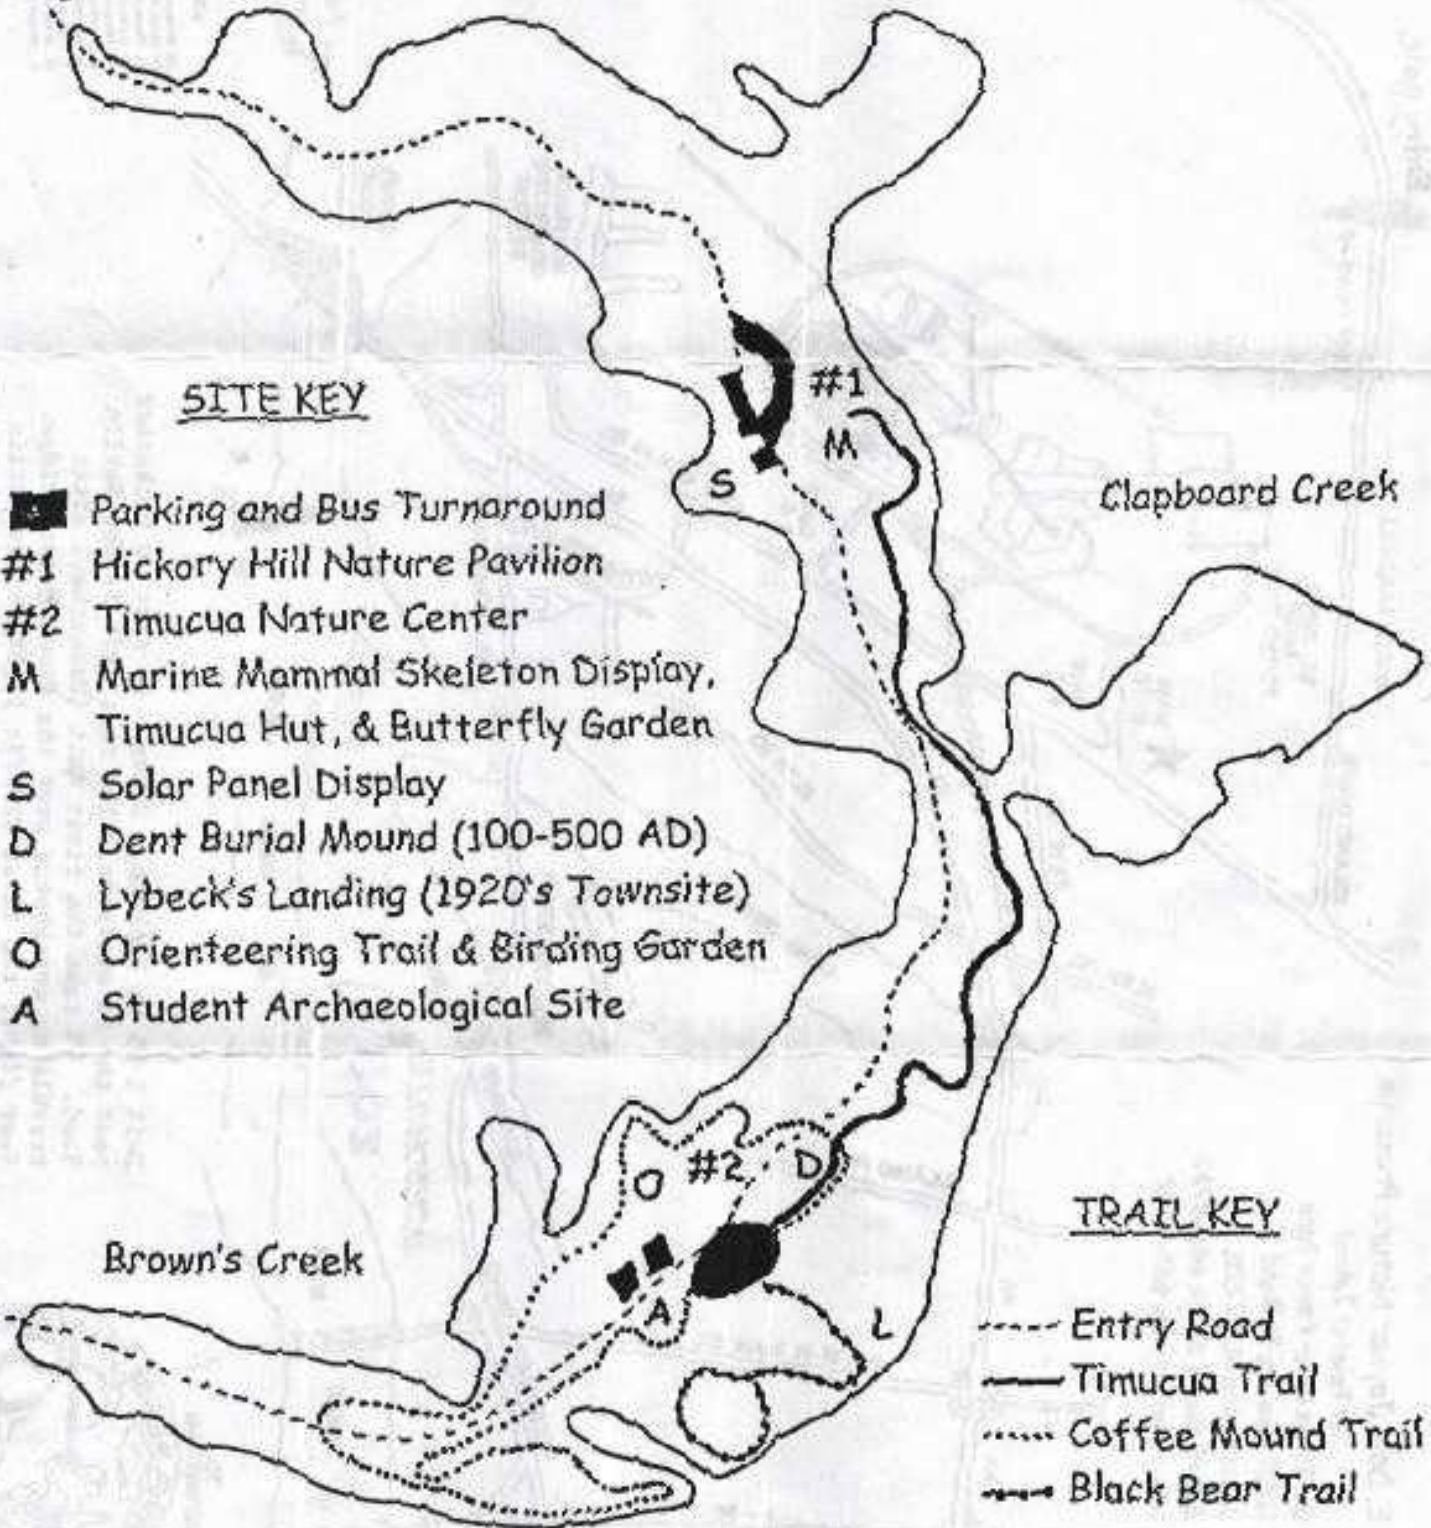 #1
M
S
Clapboard Creek
SITE KEY
Parking and Bus Turnaround
#1 Hickory Hill Nature Pavilion
#2 Timucua Nature Center
M Marine Mammal Skeleton Display,
Timucua Hut, & Butterfly Garden
S Solar Panel Display
D Dent Burial Mound (100-500 AD)
L Lybeck's Landing (1920's Townsite)
O Orienteering Trail & Birding Garden
A Student Archaeological Site
#2
D
O
Brown's Creek
A
L
TRAIL KEY
Entry Road
Timucua Trail
Coffee Mound Trail
Black Bear Trail